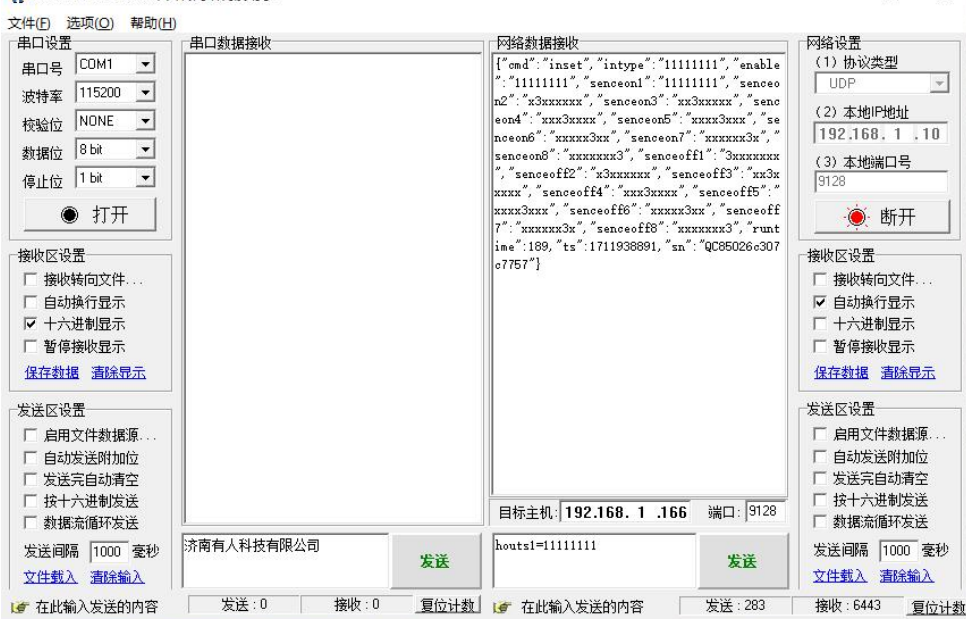 文件(F) 选项(O) 帮助(H)
串口设置
串口号 COM1
波特率 115200
校验位 NONE
数据位 8 bit
停止位 1 bit
打开
接收区设置
接收转向文件...
自动换行显示
十六进制显示
暂停接收显示
保存数据 清除显示
发送区设置
启用文件数据源...
自动发送附加位
发送完自动清空
按十六进制发送
数据流循环发送
发送间隔 1000 毫秒
文件载入 清除输入
串口数据接收
济南有人科技有限公司
发送
网络数据接收
{"cmd":"inset","intype":"11111111","enable
":"11111111","senceon1":"11111111","senceo
n2":"x3xxxxxx","senceon3":"xx3xxxxx","senc
eon4":"xxx3xxxx","senceon5":"xxxx3xxx","se
nceon6":"xxxxx3xx","senceon7":"xxxxxx3x","
senceon8":"xxxxxxx3","senceoff1":"3xxxxxxx
","senceoff2":"x3xxxxxx","senceoff3":"xx3x
xxxx","senceoff4":"xxx3xxxx","senceoff5":"
xxxx3xxx","senceoff6":"xxxxx3xx","senceoff
7":"xxxxxx3x","senceoff8":"xxxxxxx3","runt
ime":189,"ts":1711938891,"sn":"QC85026c307
c7757"}
目标主机: 192.168. 1 .166 端口: 9128
houts1=11111111
发送
网络设置
(1) 协议类型
UDP
(2) 本地IP地址
192.168. 1 .10
(3) 本地端口号
9128
断开
接收区设置
接收转向文件...
自动换行显示
十六进制显示
暂停接收显示
保存数据 清除显示
发送区设置
启用文件数据源...
自动发送附加位
发送完自动清空
按十六进制发送
数据流循环发送
发送间隔 1000 毫秒
文件载入 清除输入
在此输入发送的内容 发送:0 接收:0 复位计数 在此输入发送的内容 发送:283 接收:6443 复位计数